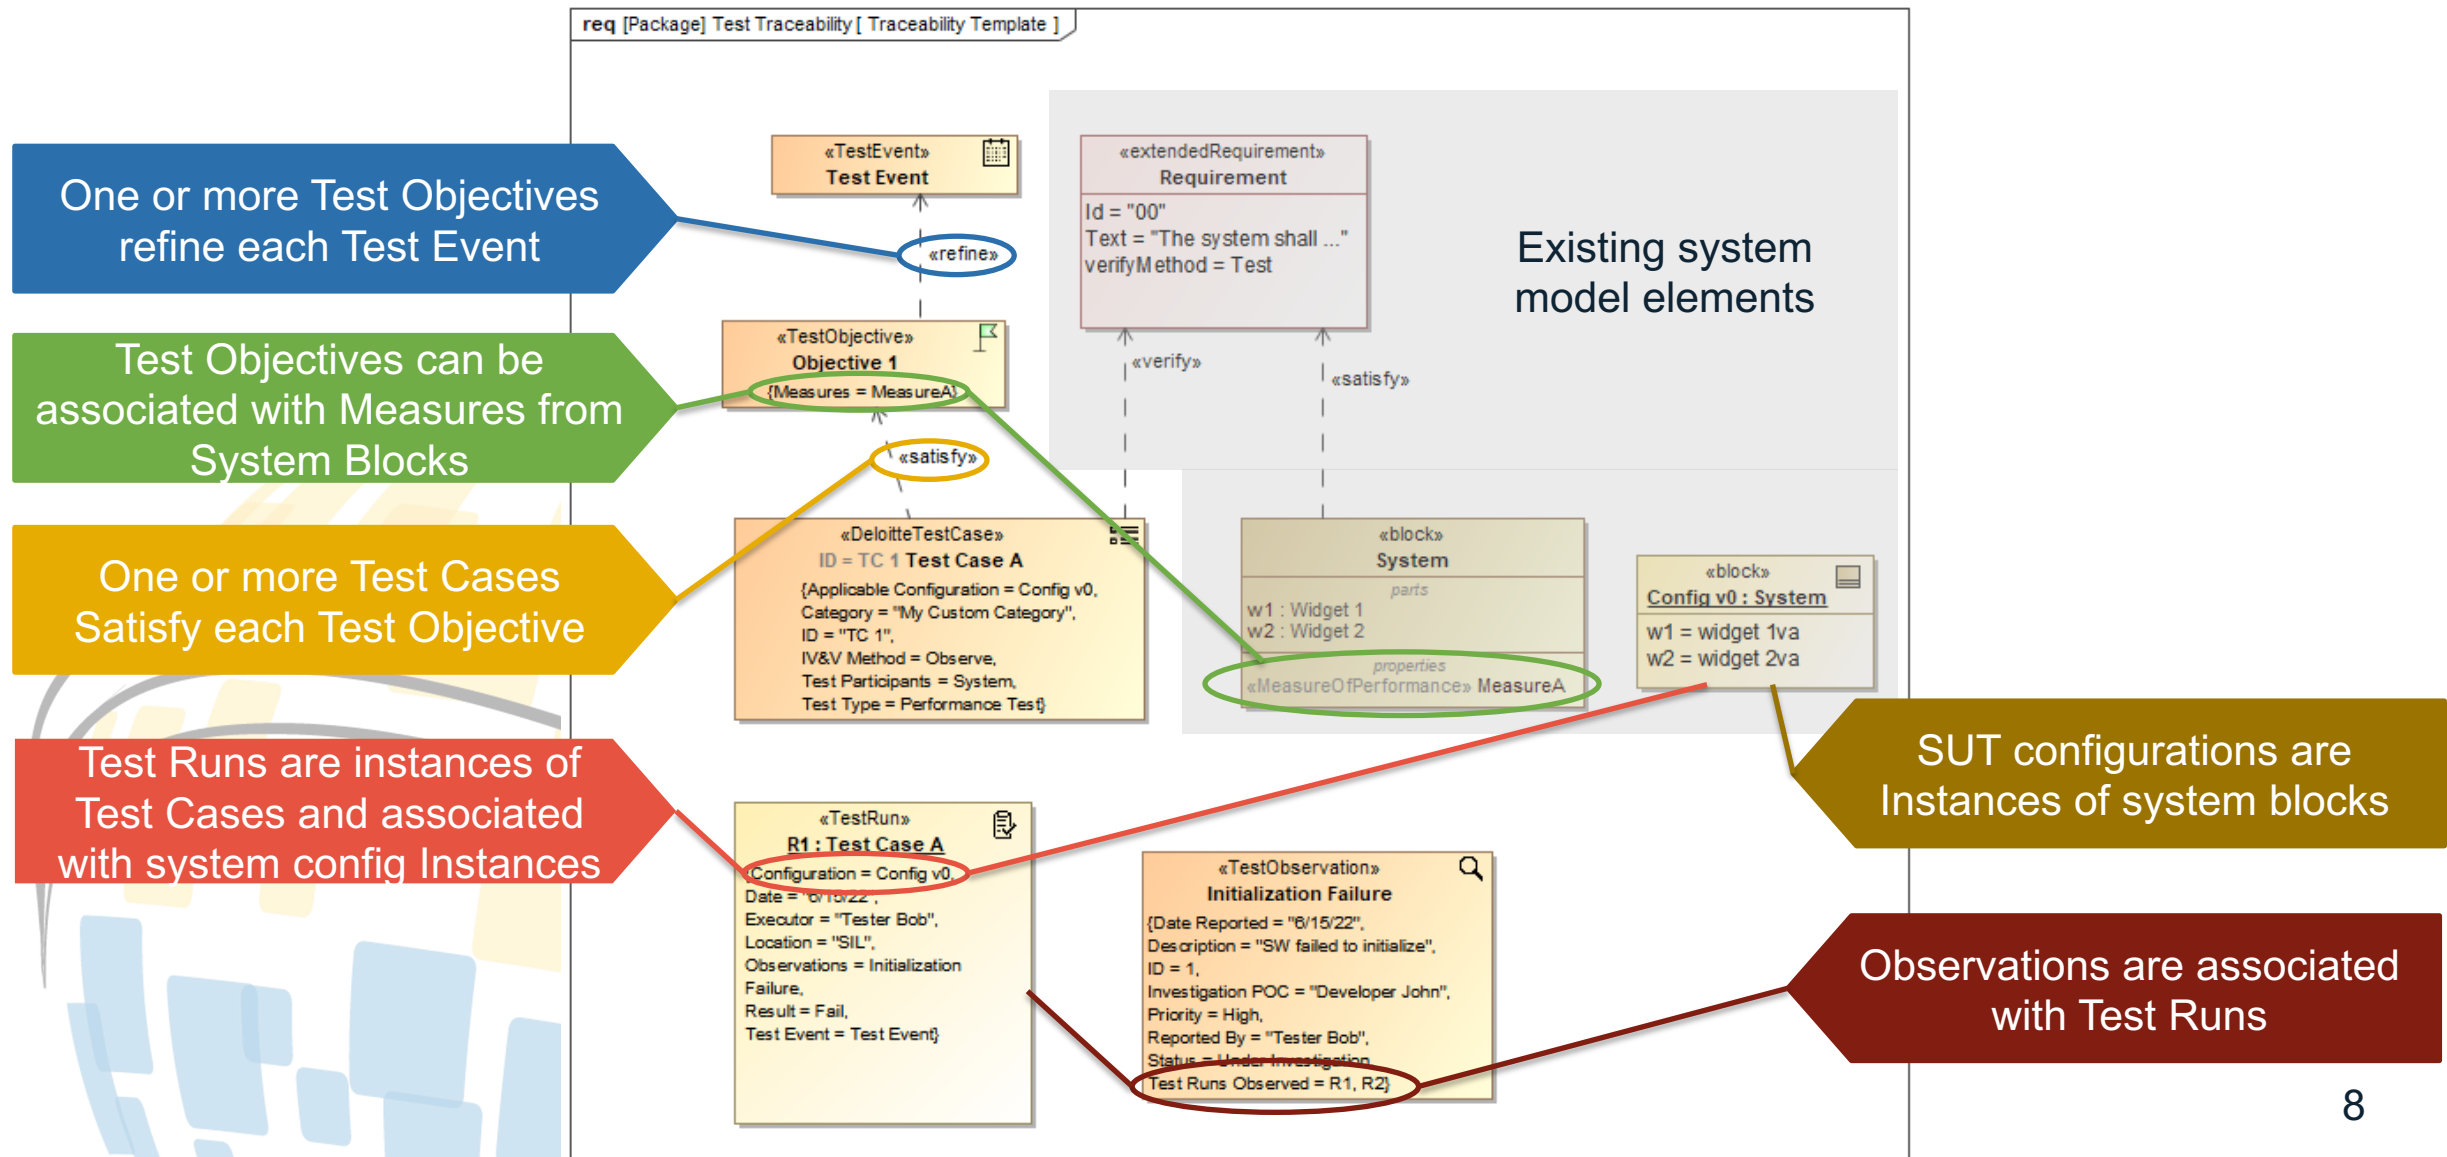 req [Package] Test Traceability [ Traceability Template ]
One or more Test Objectives
refine each Test Event
Test Objectives can be
associated with Measures from
System Blocks
One or more Test Cases
Satisfy each Test Objective
Test Runs are instances of
Test Cases and associated
with system config Instances
«TestEvent»
Test Event
«refine»
«TestObjective»
Objective 1
{Measures = MeasureA}
«satisfy»
«DeloitteTestCase»
ID = TC 1 Test Case A
{Applicable Configuration = Config v0,
Category = "My Custom Category",
ID = "TC 1",
IV&V Method = Observe,
Test Participants = System,
Test Type = Performance Test}
«extendedRequirement»
Requirement
Id = "00"
Text = "The system shall ..."
verifyMethod = Test
«verify»
«satisfy»
Existing system
model elements
«block»
System
parts
w1 : Widget 1
w2 : Widget 2
properties
«MeasureOfPerformance» MeasureA
«block»
Config v0 : System
w1 = widget 1va
w2 = widget 2va
SUT configurations are
Instances of system blocks
«TestRun»
R1 : Test Case A
{Configuration = Config v0,
Date = "6/15/22",
Executor = "Tester Bob",
Location = "SIL",
Observations = Initialization
Failure,
Result = Fail,
Test Event = Test Event}
«TestObservation»
Initialization Failure
{Date Reported = "6/15/22",
Description = "SW failed to initialize",
ID = 1,
Investigation POC = "Developer John",
Priority = High,
Reported By = "Tester Bob",
Status = Under Investigation,
Test Runs Observed = R1, R2}
Observations are associated
with Test Runs
8